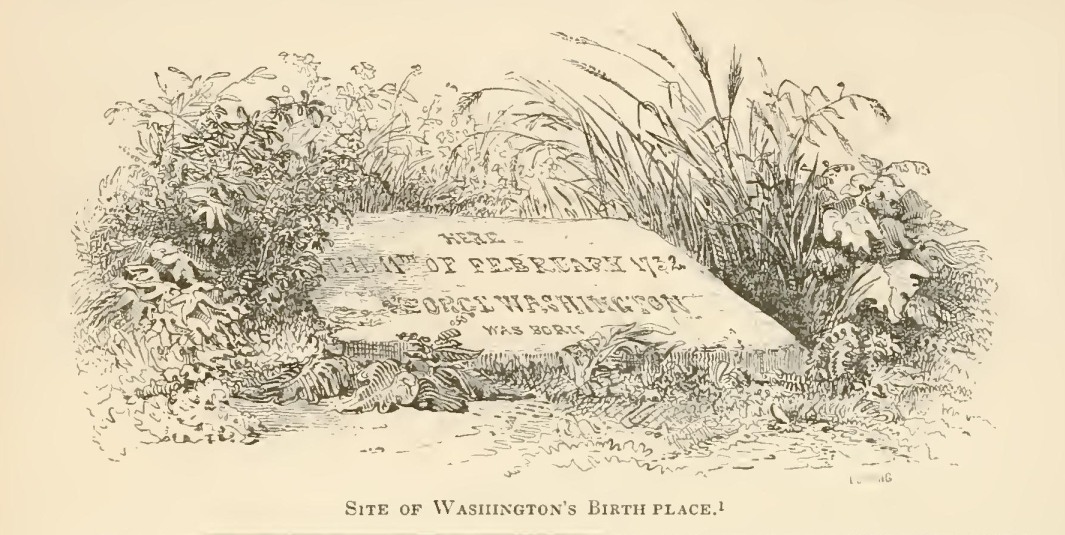 HERE
THE 11TH OF FEBRUARY 1732
GEORGE WASHINGTON
WAS BORN
SITE OF WASHINGTON'S BIRTH PLACE.1